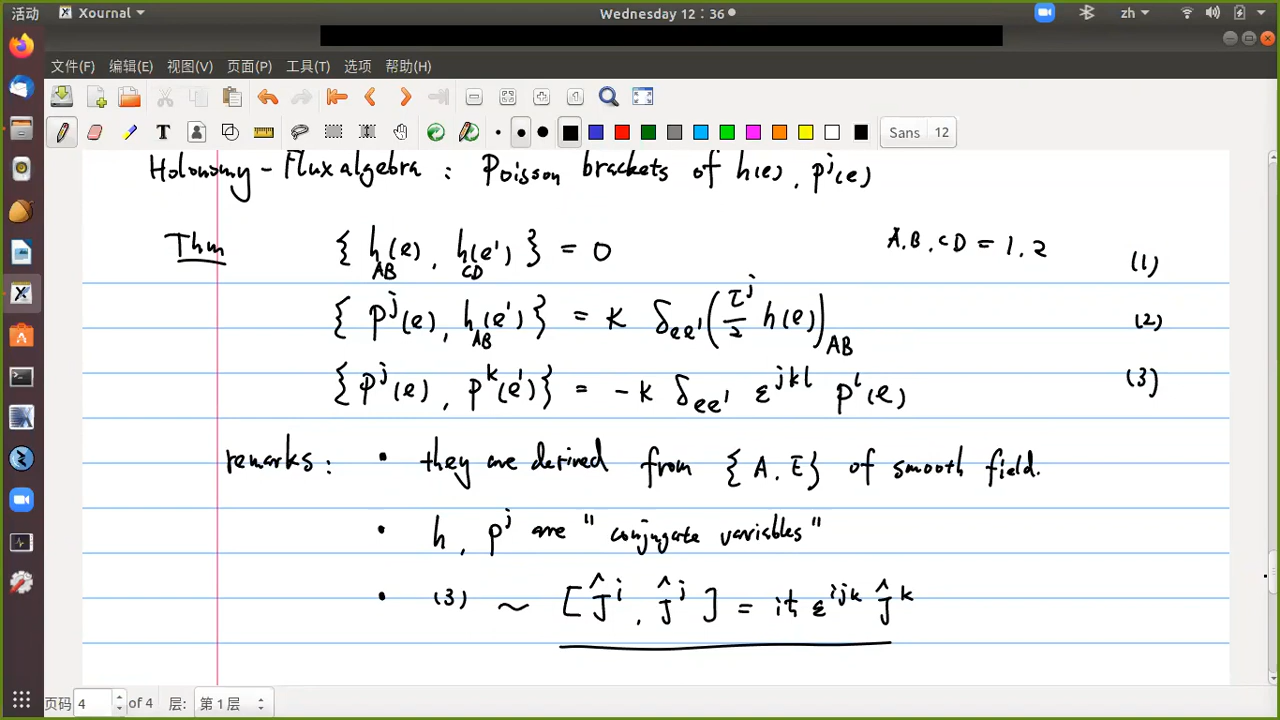 活动 Xournal Wednesday 12:36 zh
文件(F) 编辑(E) 视图(V) 页面(P) 工具(T) 选项 帮助(H)
Sans 12
Holonomy - Flux algebra : Poisson brackets of h(e), p^j(e)
Thm { h_AB(e), h_CD(e') } = 0 A,B,CD = 1,2 (1)
{ p^j(e), h_AB(e') } = κ δ_ee' (τ^j/2 h(e))_AB (2)
{ p^j(e), p^k(e') } = -κ δ_ee' ε^jkl p^l(e) (3)
remarks : • they are derived from { A, E } of smooth field.
• h, p^j are "conjugate variables"
• (3) ~ [ Ĵ^i, Ĵ^j ] = iħ ε^ijk Ĵ^k
页码 4 of 4 层: 第 1 层